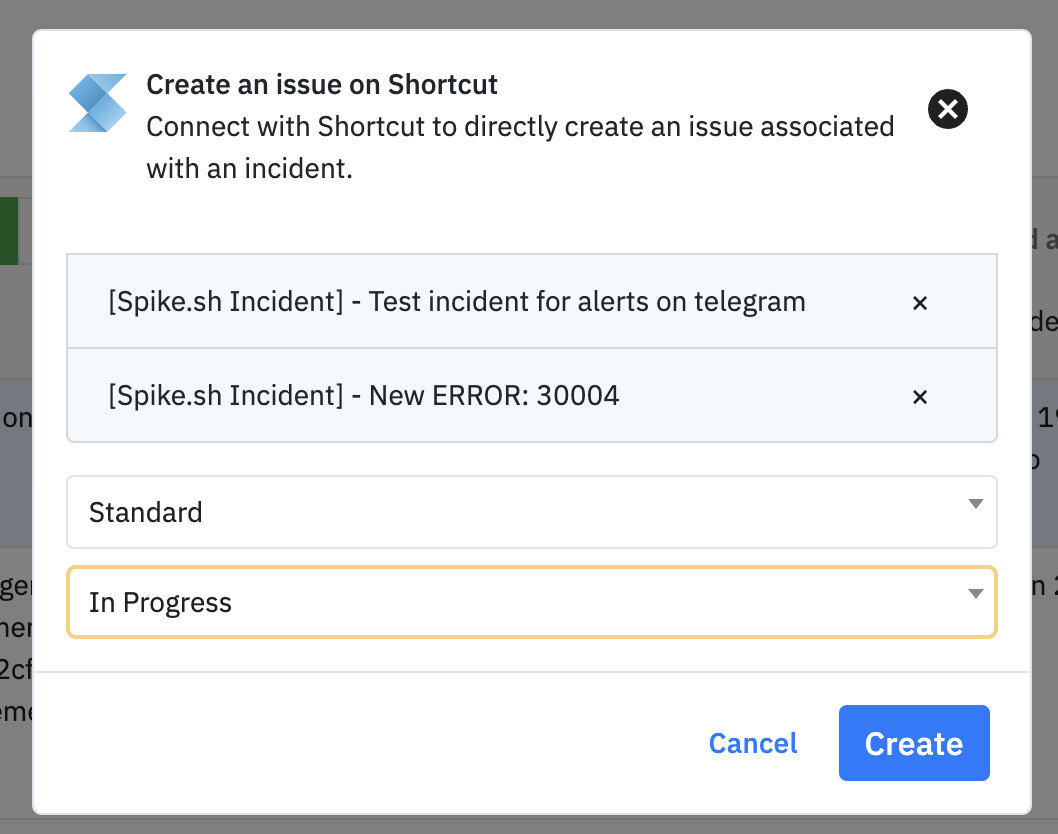 Create an issue on Shortcut
Connect with Shortcut to directly create an issue associated
with an incident.
[Spike.sh Incident] - Test incident for alerts on telegram
[Spike.sh Incident] - New ERROR: 30004
on
Standard
In Progress
Cancel
Create